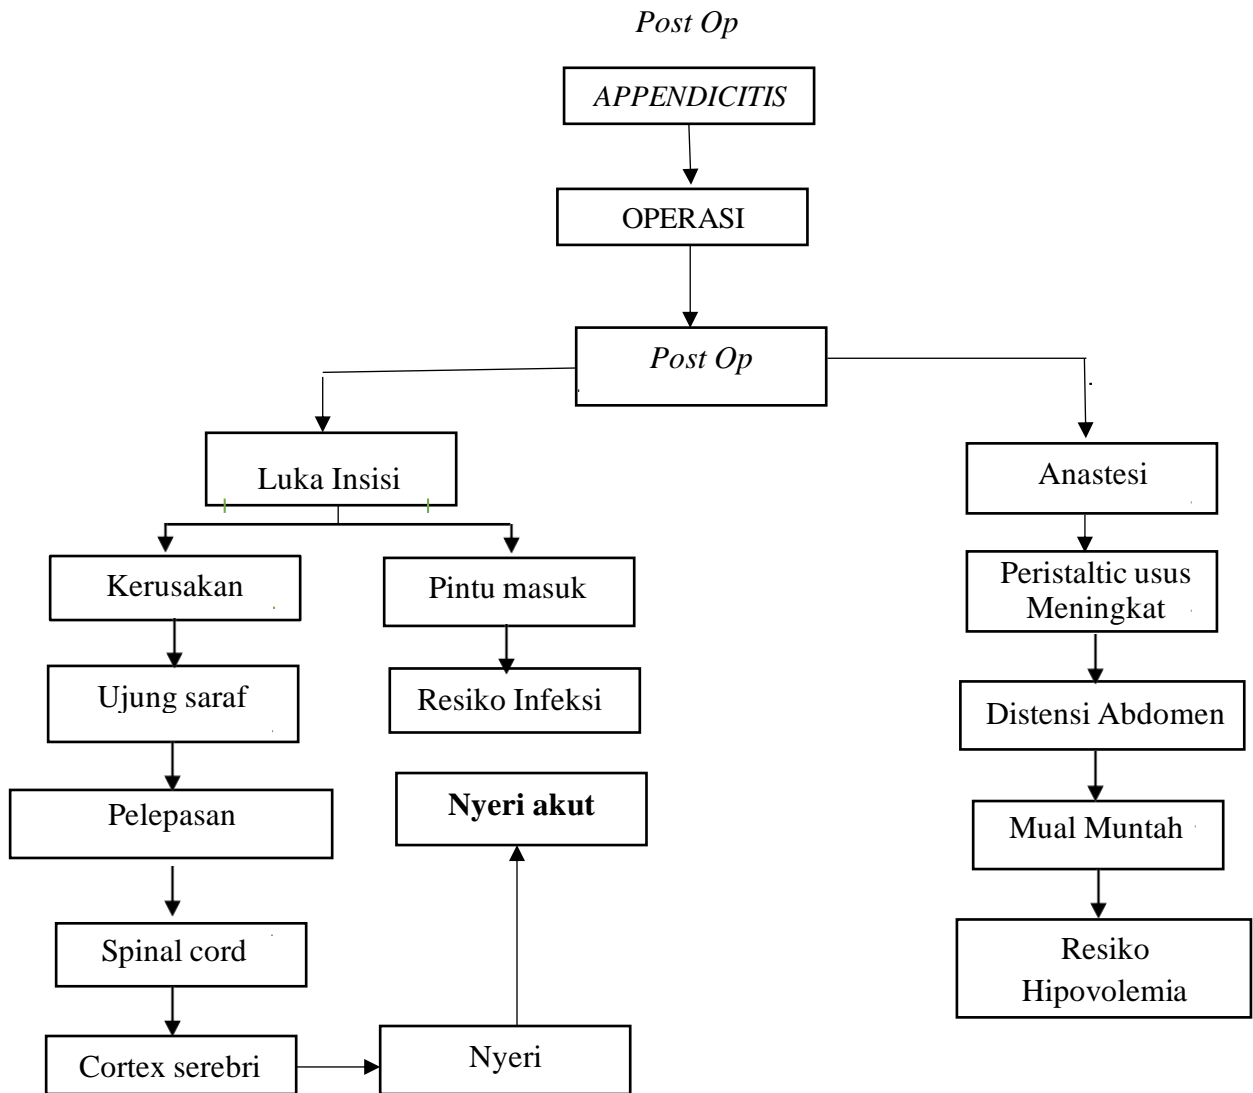 Post Op
APPENDICITIS
OPERASI
Post Op
Luka Insisi
Anastesi
Kerusakan
Pintu masuk
Peristaltic usus
Meningkat
Ujung saraf
Resiko Infeksi
Distensi Abdomen
Pelepasan
Nyeri akut
Mual Muntah
Spinal cord
Resiko
Hipovolemia
Cortex serebri
Nyeri